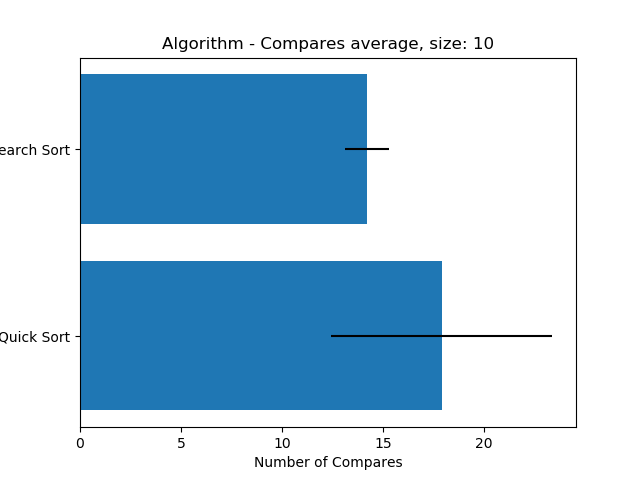 Algorithm - Compares average, size: 10
earch Sort
Quick Sort
0 5 10 15 20
Number of Compares